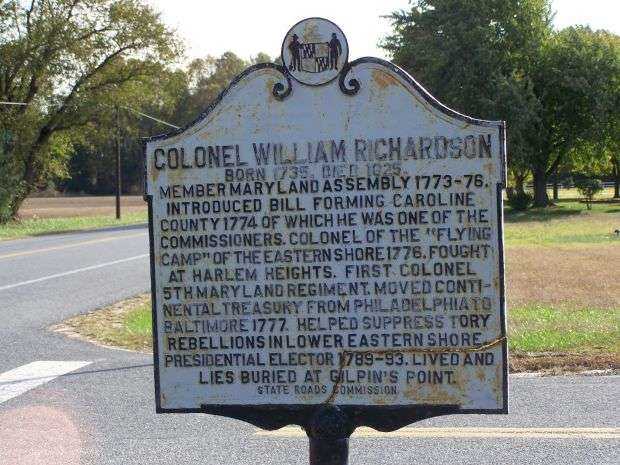 COLONEL WILLIAM RICHARDSON
BORN 1735, DIED 1825.
MEMBER MARYLAND ASSEMBLY 1773-76.
INTRODUCED BILL FORMING CAROLINE
COUNTY 1774 OF WHICH HE WAS ONE OF THE
COMMISSIONERS. COLONEL OF THE "FLYING
CAMP" OF THE EASTERN SHORE 1776. FOUGHT
AT HARLEM HEIGHTS. FIRST COLONEL
5TH MARYLAND REGIMENT. MOVED CONTI-
NENTAL TREASURY FROM PHILADELPHIA TO
BALTIMORE 1777. HELPED SUPPRESS TORY
REBELLIONS IN LOWER EASTERN SHORE.
PRESIDENTIAL ELECTOR 1789-93. LIVED AND
LIES BURIED AT GILPIN'S POINT.
STATE ROADS COMMISSION